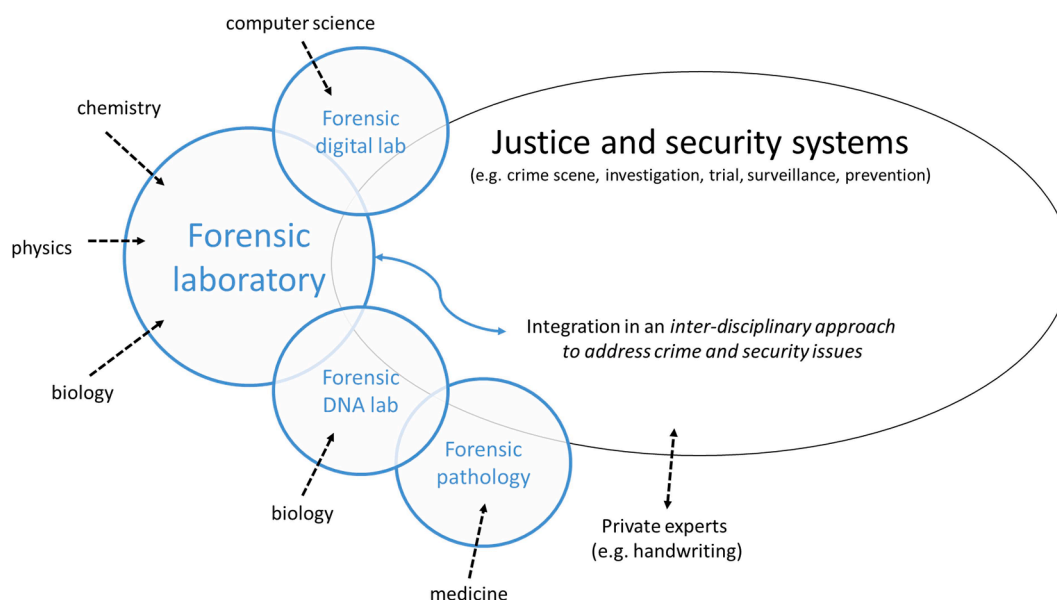 computer science
chemistry
Forensic
digital lab
Justice and security systems
(e.g. crime scene, investigation, trial, surveillance, prevention)
physics
Forensic
laboratory
Integration in an inter-disciplinary approach
to address crime and security issues
biology
Forensic
DNA lab
Forensic
pathology
biology
Private experts
(e.g. handwriting)
medicine